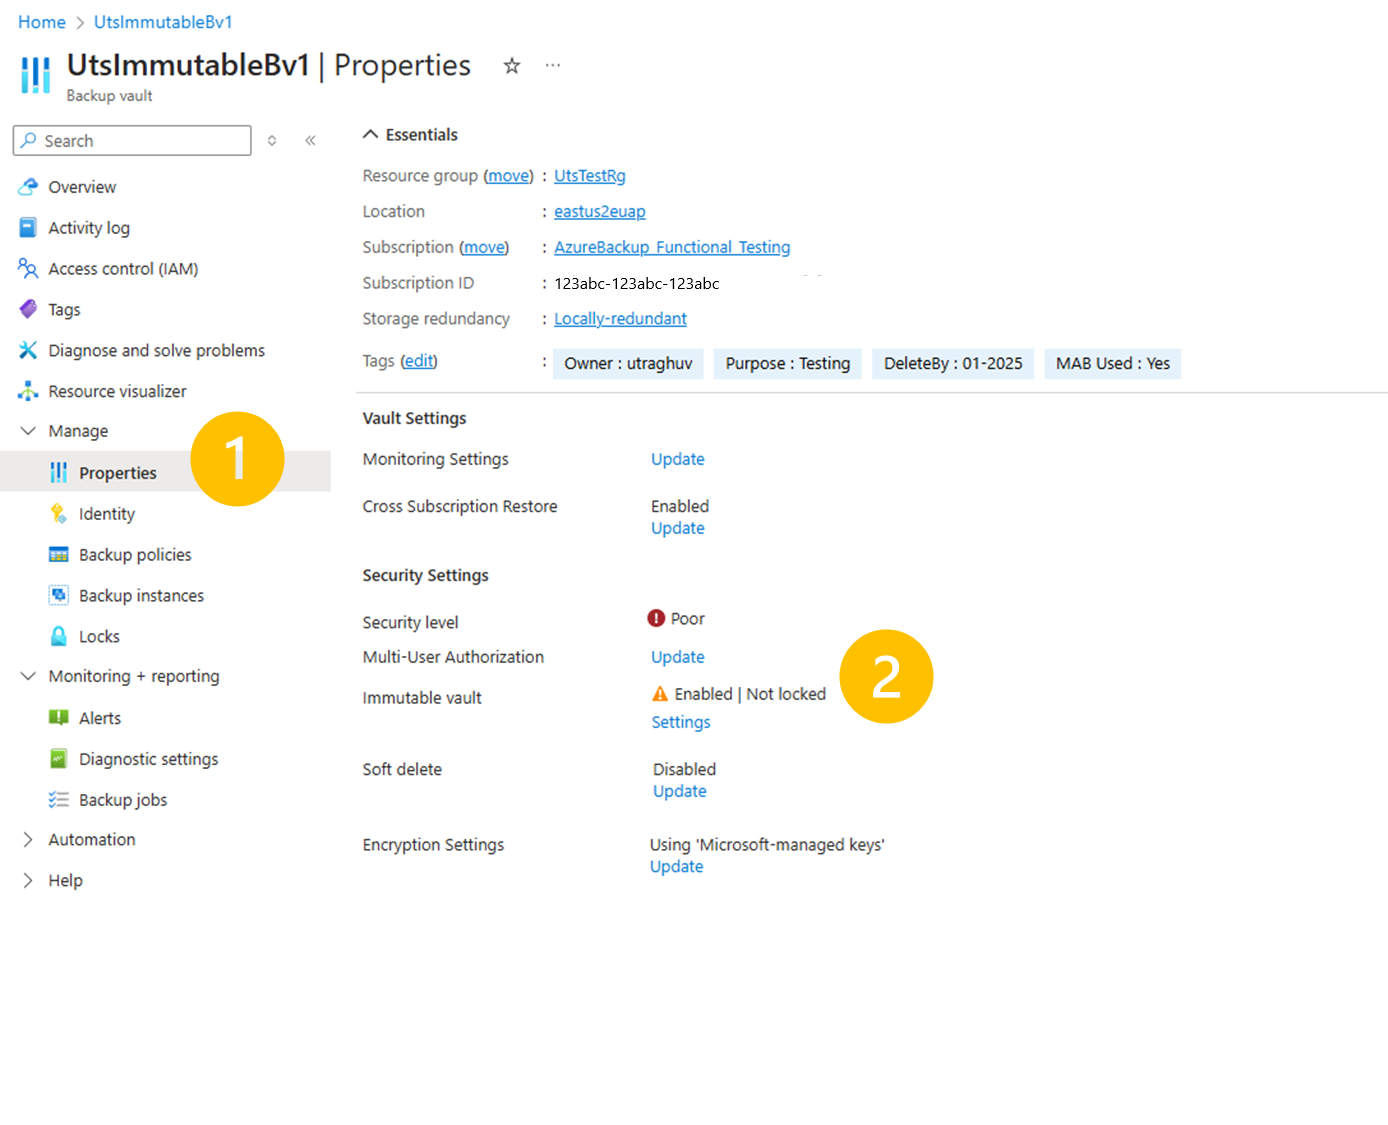 Home > UtsImmutableBv1
UtsImmutableBv1 | Properties
Backup vault
Search
Overview
Activity log
Access control (IAM)
Tags
Diagnose and solve problems
Resource visualizer
Manage
1
Properties
Identity
Backup policies
Backup instances
Locks
Monitoring + reporting
Alerts
Diagnostic settings
Backup jobs
Automation
Help
Essentials
Resource group (move) : UtsTestRg
Location : eastus2euap
Subscription (move) : AzureBackup_Functional_Testing
Subscription ID : 123abc-123abc-123abc
Storage redundancy : Locally-redundant
Tags (edit) : Owner : utraghuv Purpose : Testing DeleteBy : 01-2025 MAB Used : Yes
Vault Settings
Monitoring Settings Update
Cross Subscription Restore Enabled
Update
Security Settings
Security level Poor
Multi-User Authorization Update
2
Immutable vault Enabled | Not locked
Settings
Soft delete Disabled
Update
Encryption Settings Using 'Microsoft-managed keys'
Update